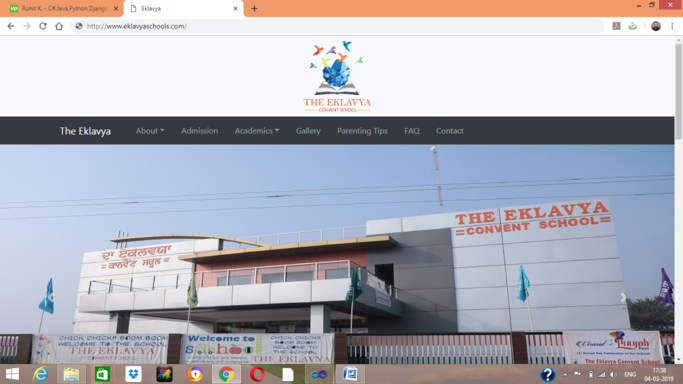 Rohit K. - C#,Java,Python,Djang
Eklavya
http://www.eklavyaschools.com/
THE EKLAVYA
CONVENT SCHOOL
The Eklavya About Admission Academics Gallery Parenting Tips FAQ Contact
THE EKLAVYA
CONVENT SCHOOL
ਦਾ ਏਕਲਵਯਾ
ਕਾਨਵੈਂਟ ਸਕੂਲ
CHICK CHICKA BOOM BOOM
WELCOME TO THE SCHOOL
THE EKLAVYA
Welcome to
School
CHICK CHICKA
BOOM BOOM
WELCOME TO
THE SCHOOL
THE EKLAVYA
The Eklavya Convent School
17:38
04-03-2019